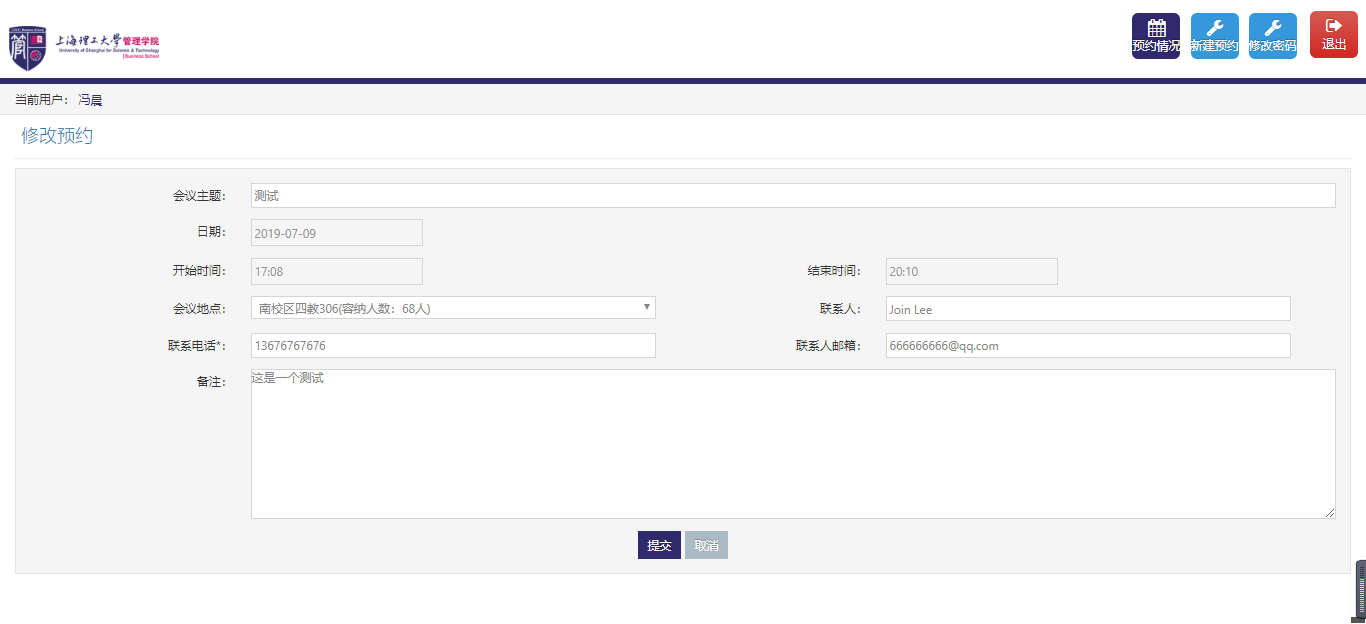 上海理工大学管理学院
University of Shanghai for Science & Technology
| Business School
预约情况 新建预约 修改密码 退出
当前用户： 冯晨
修改预约
会议主题： 测试
日期： 2019-07-09
开始时间： 17:08 结束时间： 20:10
会议地点： 南校区四教306(容纳人数：68人) 联系人： Join Lee
联系电话*： 13676767676 联系人邮箱： 666666666@qq.com
备注： 这是一个测试
提交 取消